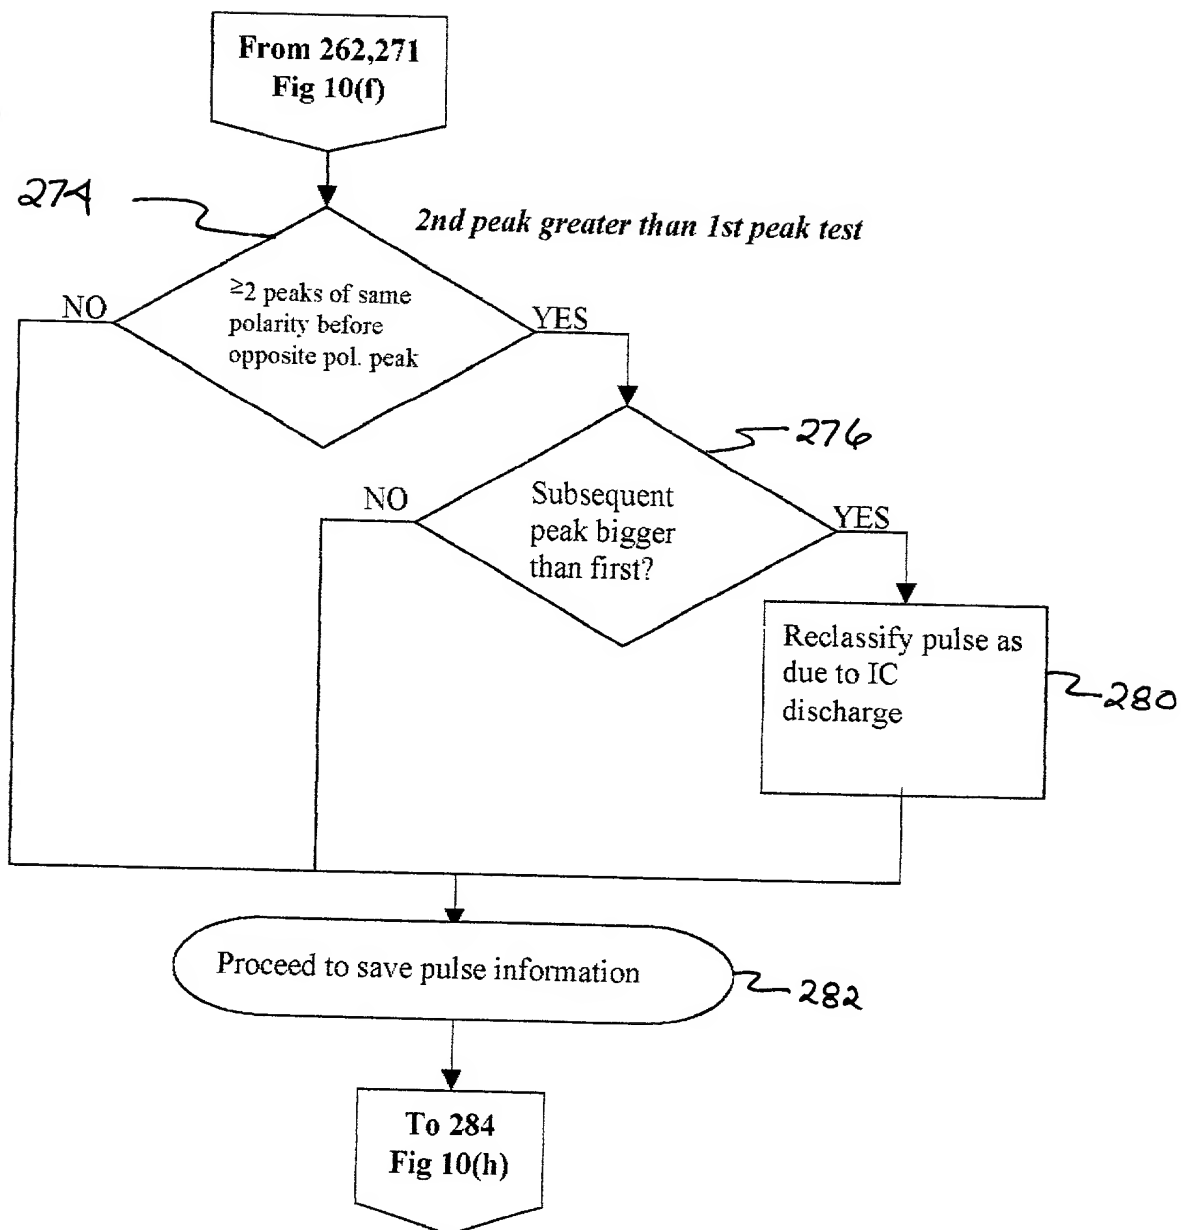 From 262,271
Fig 10(f)
274
2nd peak greater than 1st peak test
≥2 peaks of same
polarity before
opposite pol. peak
NO
YES
276
Subsequent
peak bigger
than first?
NO
YES
Reclassify pulse as
due to IC
discharge
280
Proceed to save pulse information
282
To 284
Fig 10(h)